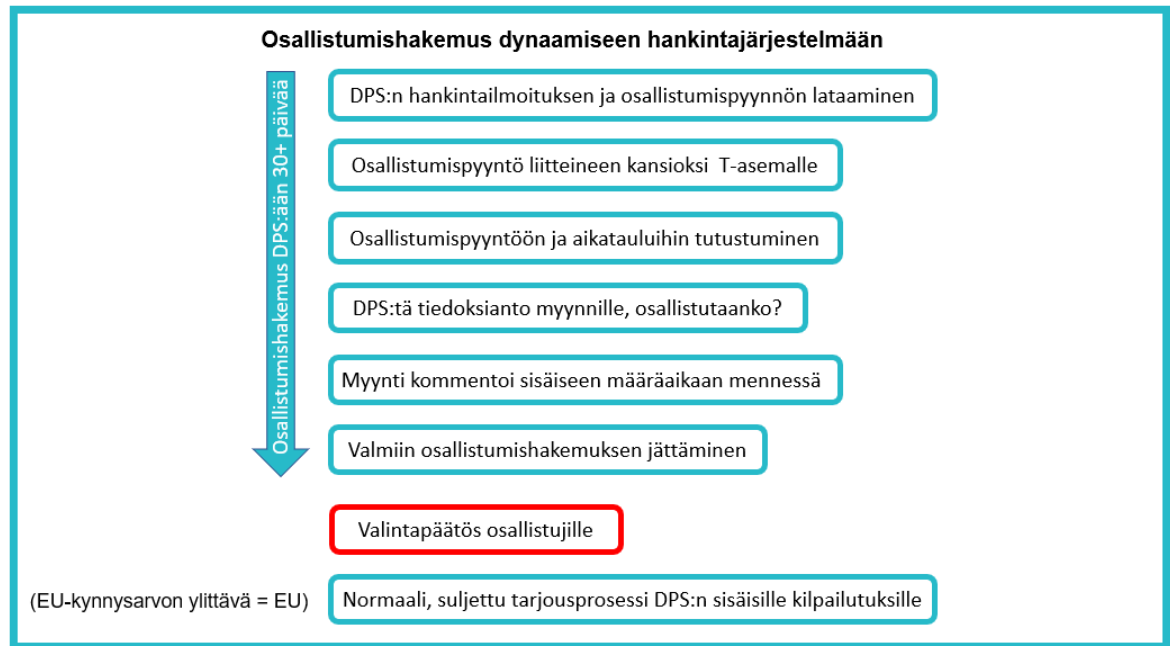 Osallistumishakemus dynaamiseen hankintajärjestelmään
Osallistumishakemus DPS:ään 30+ päivää
DPS:n hankintailmoituksen ja osallistumispyynnön lataaminen
Osallistumispyyntö liitteineen kansioksi T-asemalle
Osallistumispyyntöön ja aikatauluihin tutustuminen
DPS:tä tiedoksianto myynnille, osallistutaanko?
Myynti kommentoi sisäiseen määräaikaan mennessä
Valmiin osallistumishakemuksen jättäminen
Valintapäätös osallistujille
(EU-kynnysarvon ylittävä = EU)
Normaali, suljettu tarjousprosessi DPS:n sisäisille kilpailutuksille